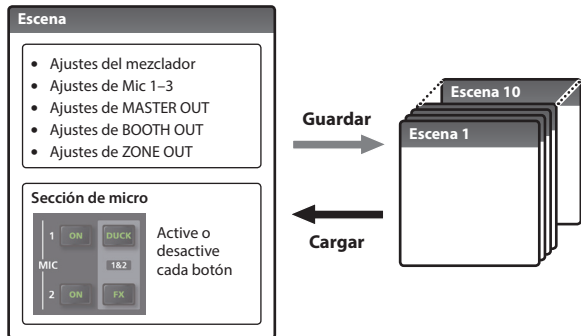 Escena
• Ajustes del mezclador
• Ajustes de Mic 1–3
• Ajustes de MASTER OUT
• Ajustes de BOOTH OUT
• Ajustes de ZONE OUT
Sección de micro
1 ON DUCK
MIC 1&2
2 ON FX
Active o
desactive
cada botón
Guardar
Cargar
Escena 10
Escena 1